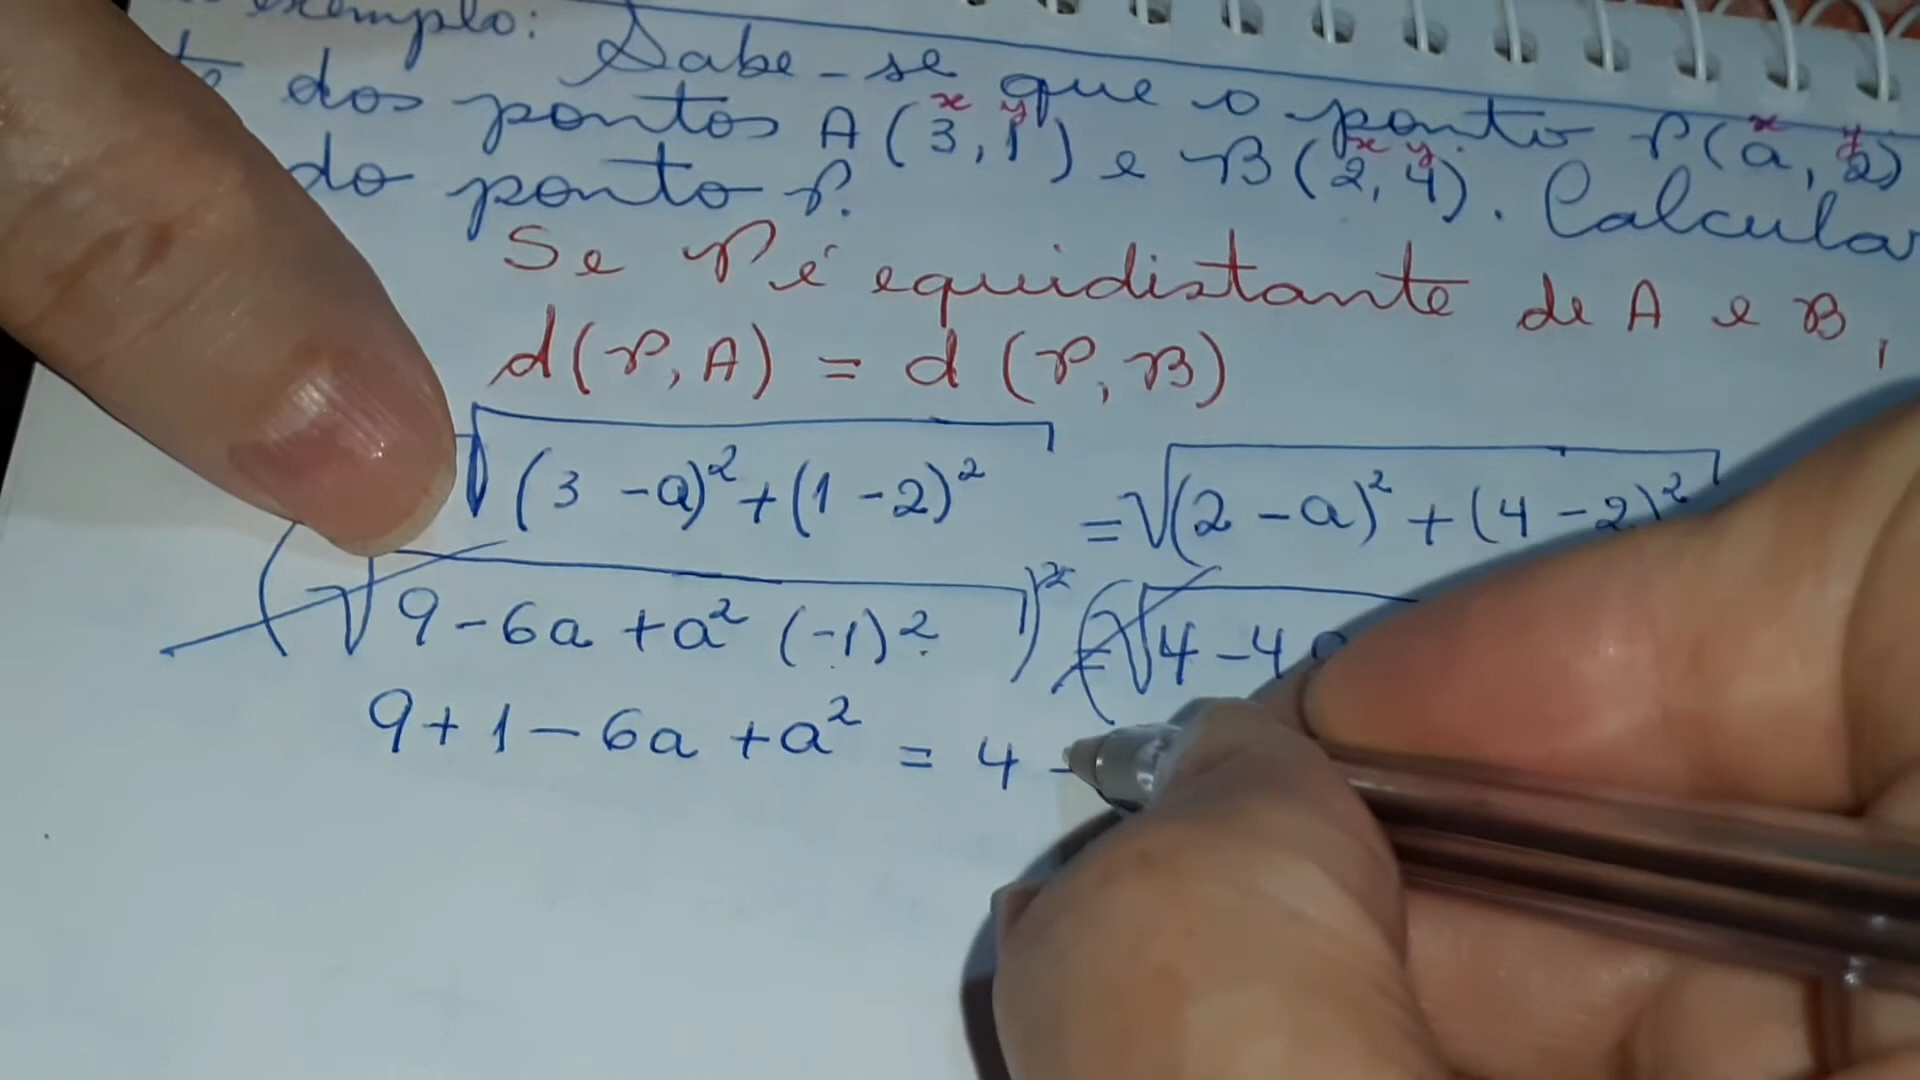 exemplo: Sabe-se que o ponto P(a, 2)
x y x y x y
dos pontos A(3,1) e B(2,4). Calcular
do ponto P.
Se P é equidistante de A e B,
d(P,A) = d(P,B)
√(3-a)²+(1-2)² = √(2-a)²+(4-2)²
(√9-6a+a² (-1)²)² = (√4-4
9+1-6a+a² = 4 -